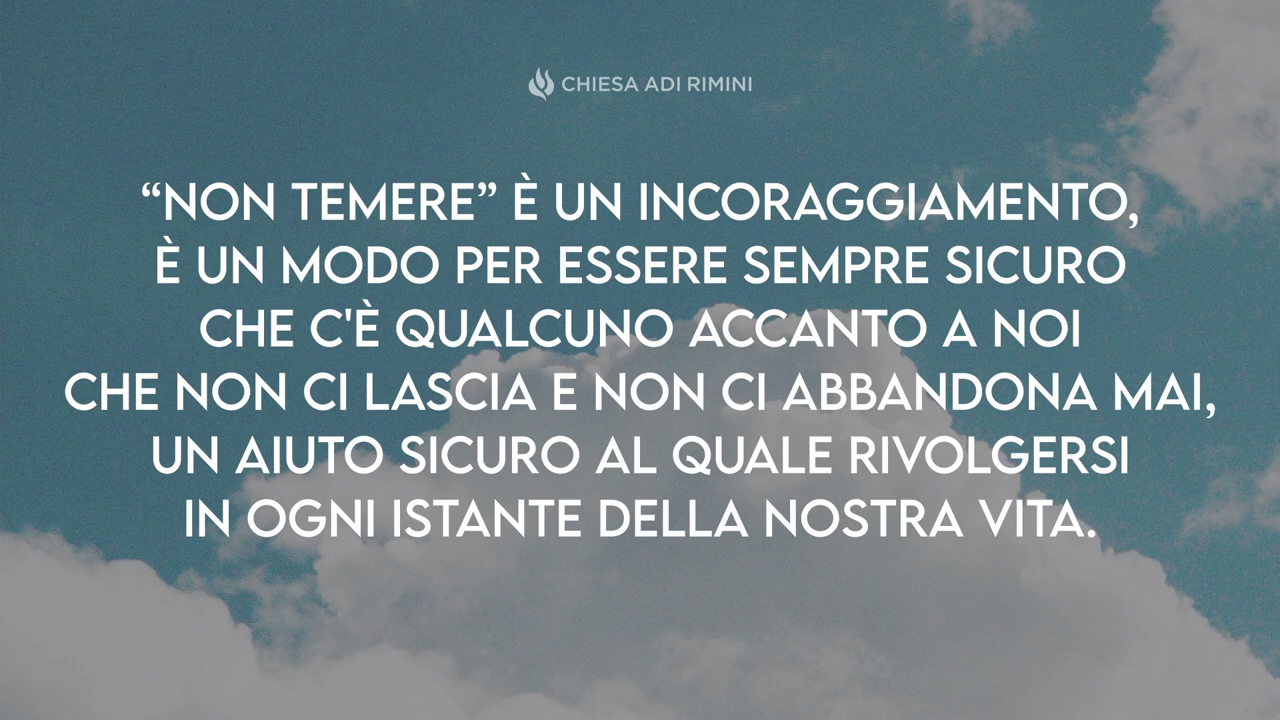 CHIESA ADI RIMINI
“NON TEMERE” È UN INCORAGGIAMENTO,
È UN MODO PER ESSERE SEMPRE SICURO
CHE C'È QUALCUNO ACCANTO A NOI
CHE NON CI LASCIA E NON CI ABBANDONA MAI,
UN AIUTO SICURO AL QUALE RIVOLGERSI
IN OGNI ISTANTE DELLA NOSTRA VITA.